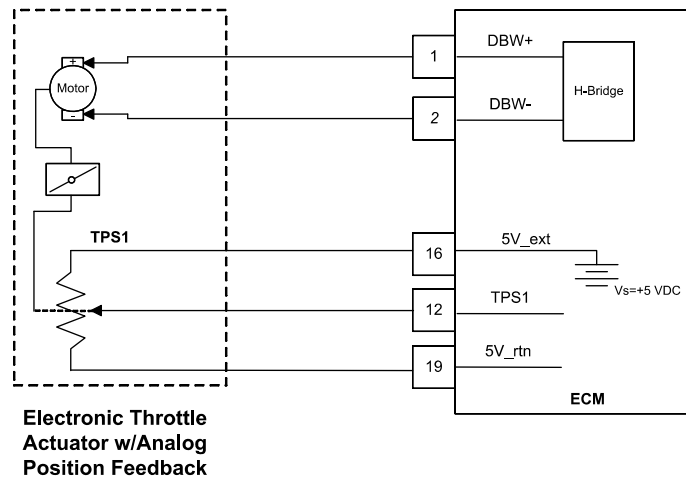 DBW+
1
+
Motor
H-Bridge
DBW-
-
2
TPS1
5V_ext
16
Vs=+5 VDC
TPS1
12
5V_rtn
19
ECM
Electronic Throttle
Actuator w/Analog
Position Feedback